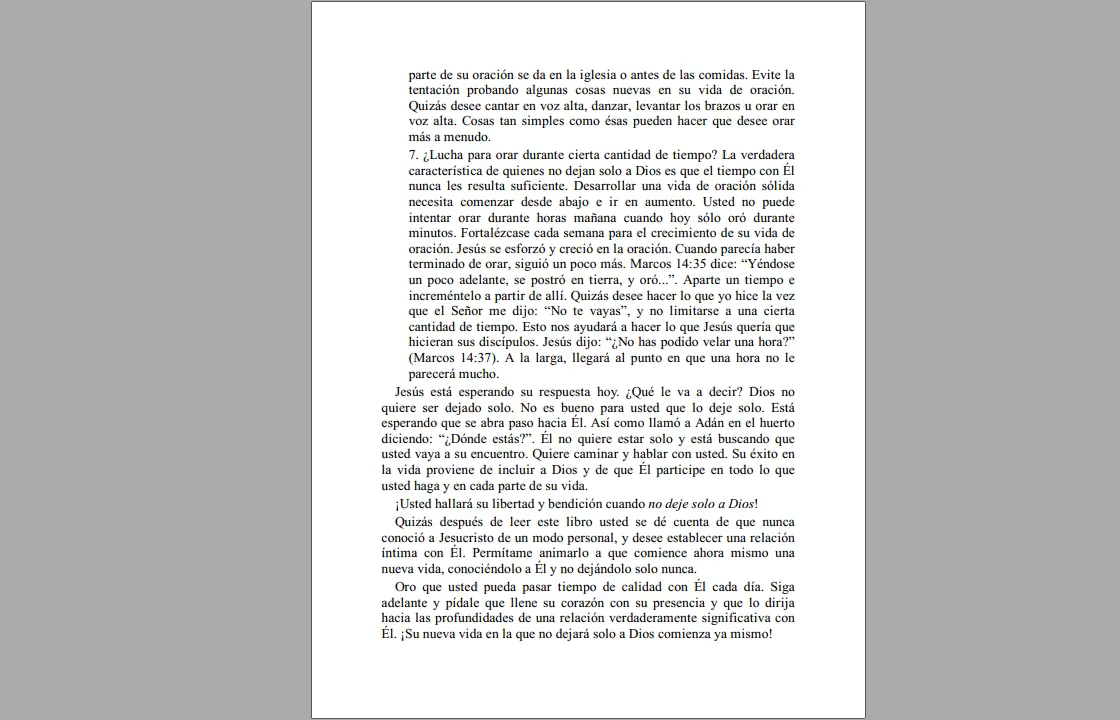 parte de su oración se da en la iglesia o antes de las comidas. Evite la
tentación probando algunas cosas nuevas en su vida de oración.
Quizás desee cantar en voz alta, danzar, levantar los brazos u orar en
voz alta. Cosas tan simples como ésas pueden hacer que desee orar
más a menudo.
7. ¿Lucha para orar durante cierta cantidad de tiempo? La verdadera
característica de quienes no dejan solo a Dios es que el tiempo con Él
nunca les resulta suficiente. Desarrollar una vida de oración sólida
necesita comenzar desde abajo e ir en aumento. Usted no puede
intentar orar durante horas mañana cuando hoy sólo oró durante
minutos. Fortalézcase cada semana para el crecimiento de su vida de
oración. Jesús se esforzó y creció en la oración. Cuando parecía haber
terminado de orar, siguió un poco más. Marcos 14:35 dice: “Yéndose
un poco adelante, se postró en tierra, y oró...”. Aparte un tiempo e
increméntelo a partir de allí. Quizás desee hacer lo que yo hice la vez
que el Señor me dijo: “No te vayas”, y no limitarse a una cierta
cantidad de tiempo. Esto nos ayudará a hacer lo que Jesús quería que
hicieran sus discípulos. Jesús dijo: “¿No has podido velar una hora?”
(Marcos 14:37). A la larga, llegará al punto en que una hora no le
parecerá mucho.
Jesús está esperando su respuesta hoy. ¿Qué le va a decir? Dios no
quiere ser dejado solo. No es bueno para usted que lo deje solo. Está
esperando que se abra paso hacia Él. Así como llamó a Adán en el huerto
diciendo: “¿Dónde estás?”. Él no quiere estar solo y está buscando que
usted vaya a su encuentro. Quiere caminar y hablar con usted. Su éxito en
la vida proviene de incluir a Dios y de que Él participe en todo lo que
usted haga y en cada parte de su vida.
¡Usted hallará su libertad y bendición cuando no deje solo a Dios!
Quizás después de leer este libro usted se dé cuenta de que nunca
conoció a Jesucristo de un modo personal, y desee establecer una relación
íntima con Él. Permítame animarlo a que comience ahora mismo una
nueva vida, conociéndolo a Él y no dejándolo solo nunca.
Oro que usted pueda pasar tiempo de calidad con Él cada día. Siga
adelante y pídale que llene su corazón con su presencia y que lo dirija
hacia las profundidades de una relación verdaderamente significativa con
Él. ¡Su nueva vida en la que no dejará solo a Dios comienza ya mismo!